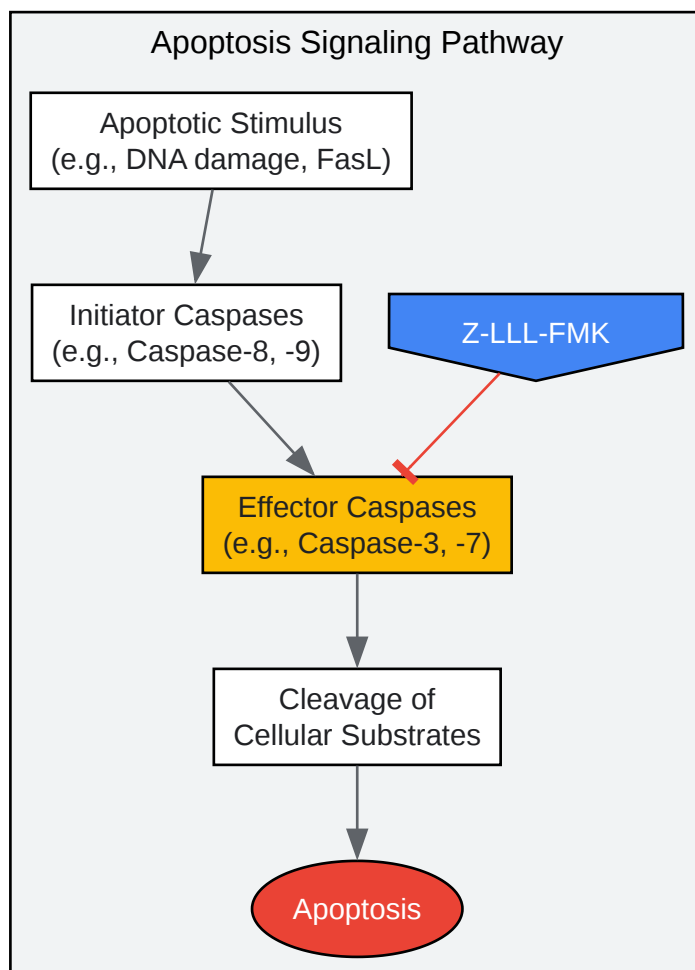 Apoptosis Signaling Pathway
Apoptotic Stimulus
(e.g., DNA damage, FasL)
Initiator Caspases
(e.g., Caspase-8, -9)
Z-LLL-FMK
Effector Caspases
(e.g., Caspase-3, -7)
Cleavage of
Cellular Substrates
Apoptosis